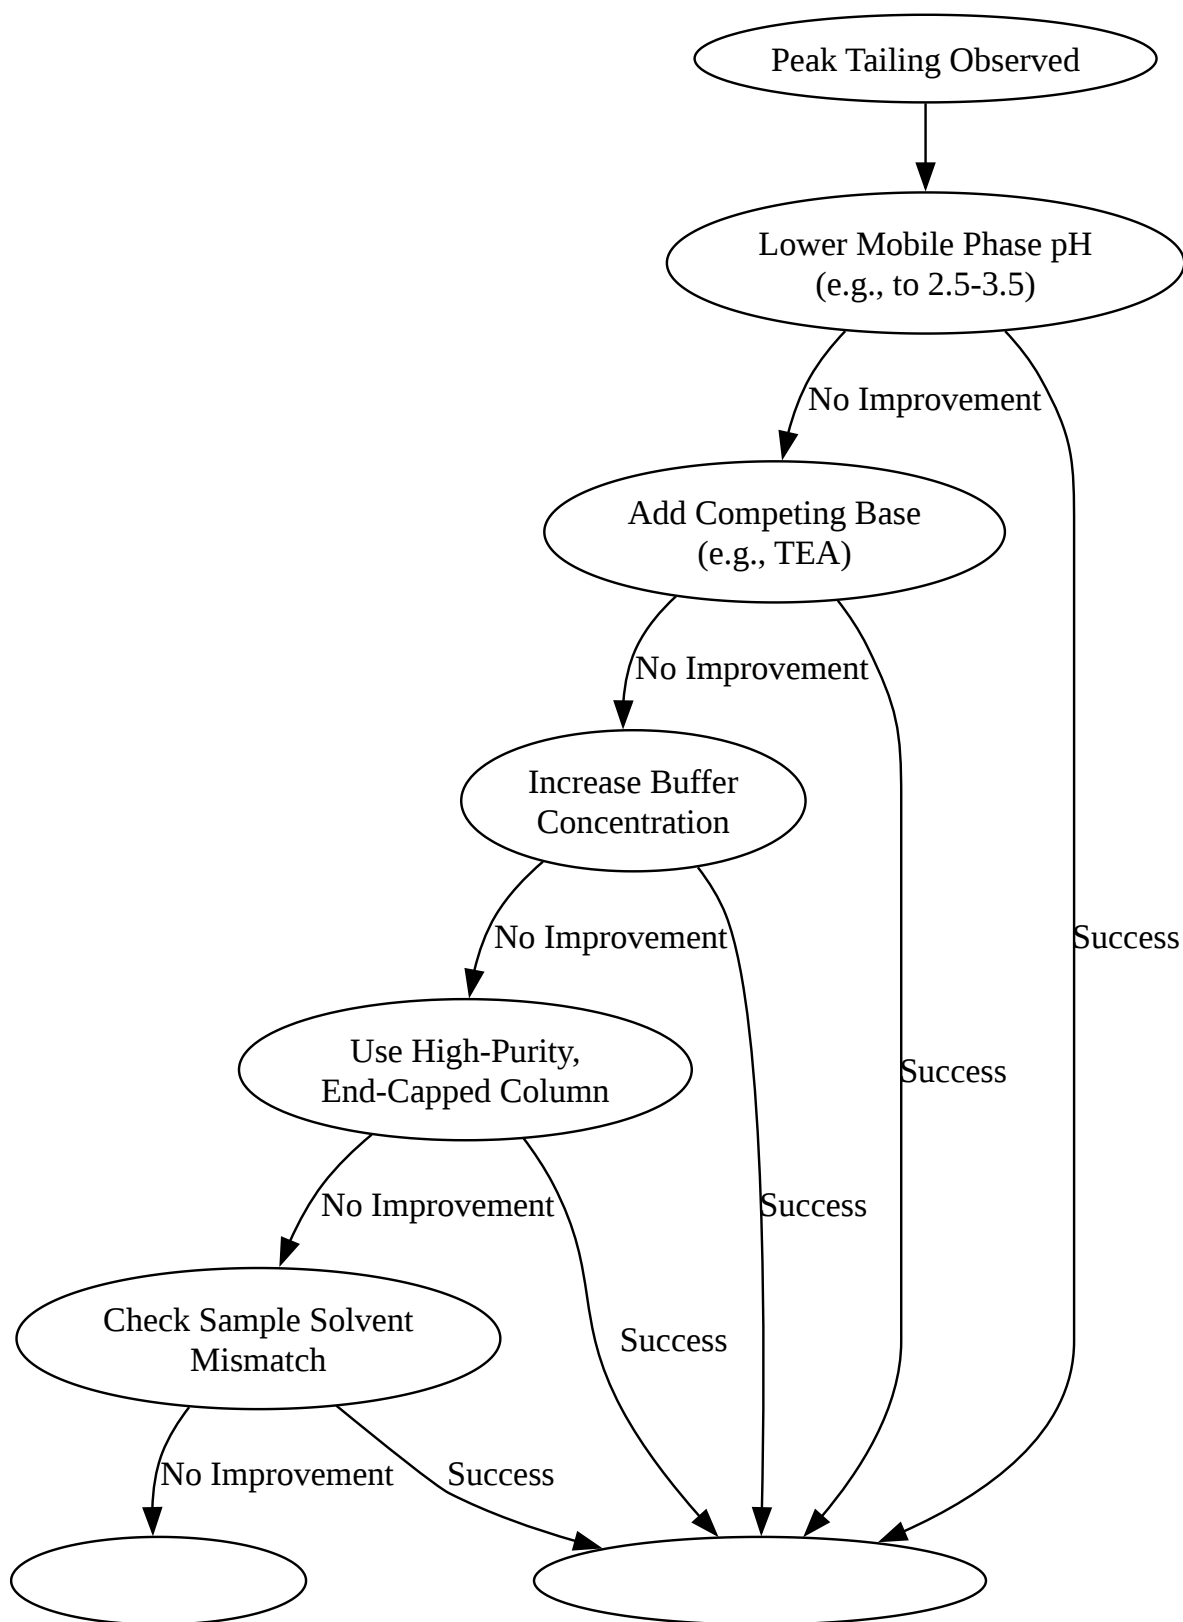 Peak Tailing Observed
Lower Mobile Phase pH
(e.g., to 2.5-3.5)
No Improvement
Add Competing Base
(e.g., TEA)
No Improvement
Increase Buffer
Concentration
No Improvement
Success
Use High-Purity,
End-Capped Column
Success
No Improvement
Success
Check Sample Solvent
Mismatch
Success
No Improvement
Success